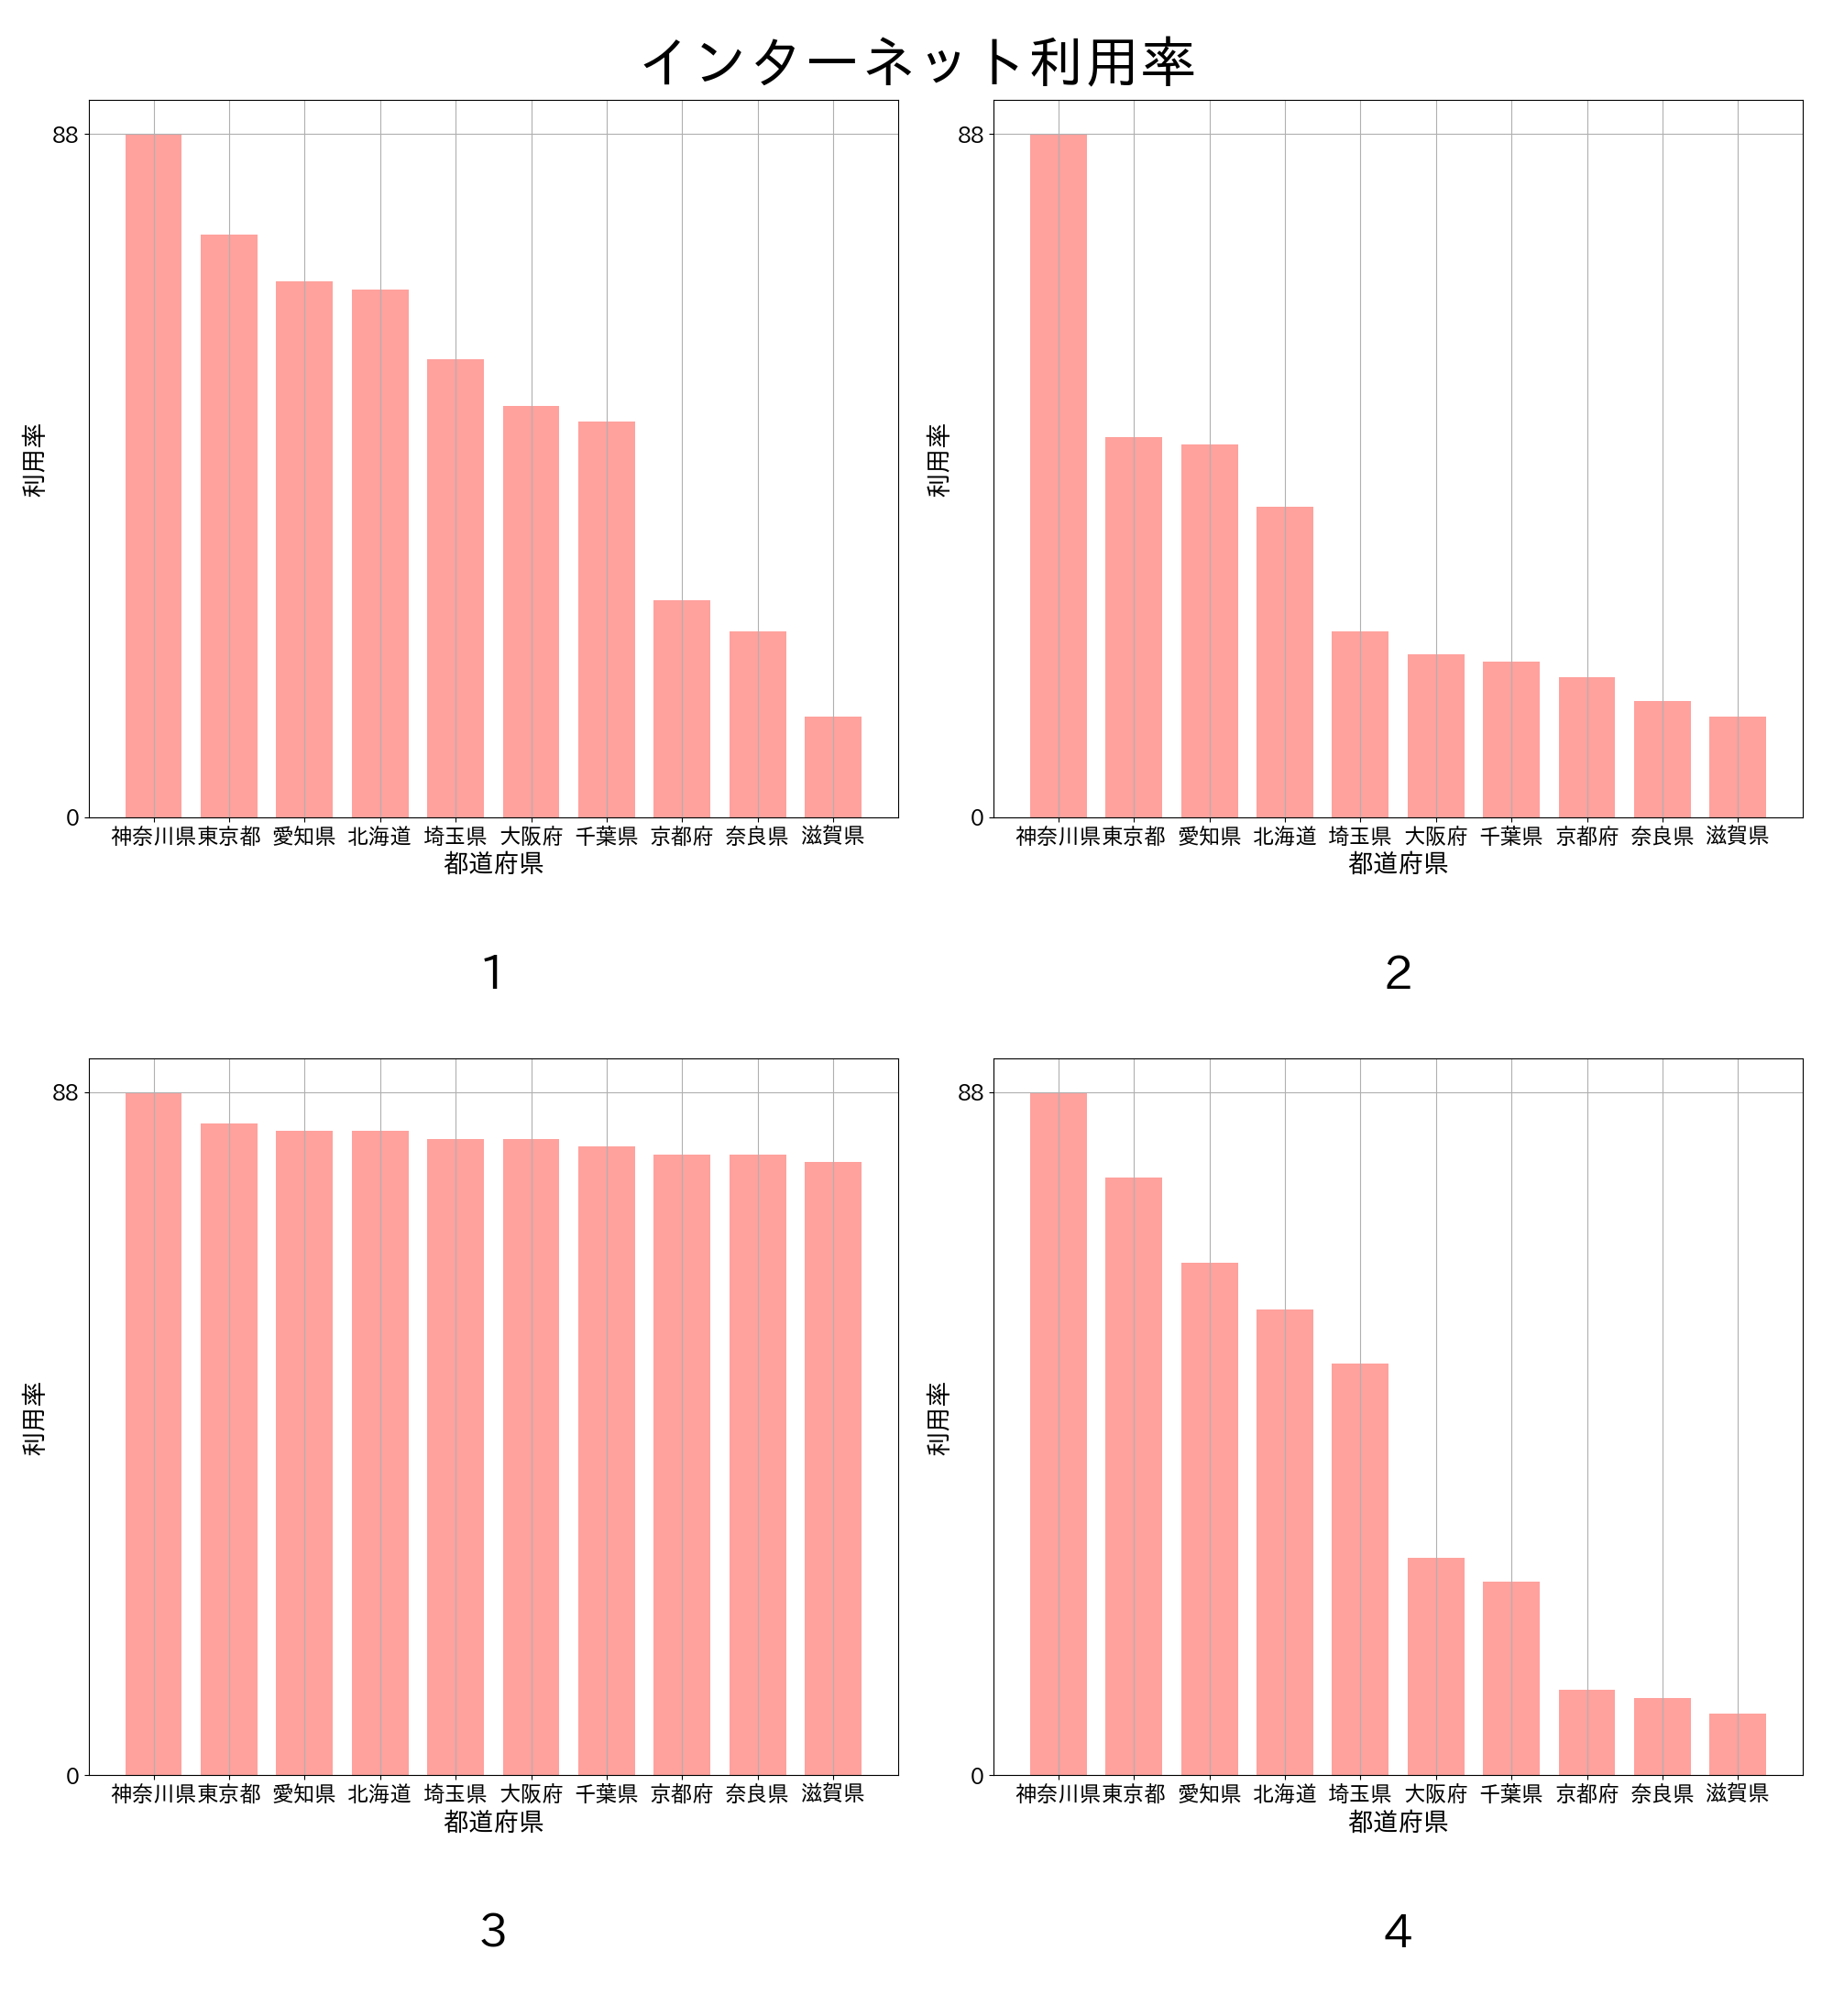 インターネット利用率
88
0
利用率
神奈川県 東京都 愛知県 北海道 埼玉県 大阪府 千葉県 京都府 奈良県 滋賀県
都道府県
1
88
0
利用率
神奈川県 東京都 愛知県 北海道 埼玉県 大阪府 千葉県 京都府 奈良県 滋賀県
都道府県
2
88
0
利用率
神奈川県 東京都 愛知県 北海道 埼玉県 大阪府 千葉県 京都府 奈良県 滋賀県
都道府県
3
88
0
利用率
神奈川県 東京都 愛知県 北海道 埼玉県 大阪府 千葉県 京都府 奈良県 滋賀県
都道府県
4